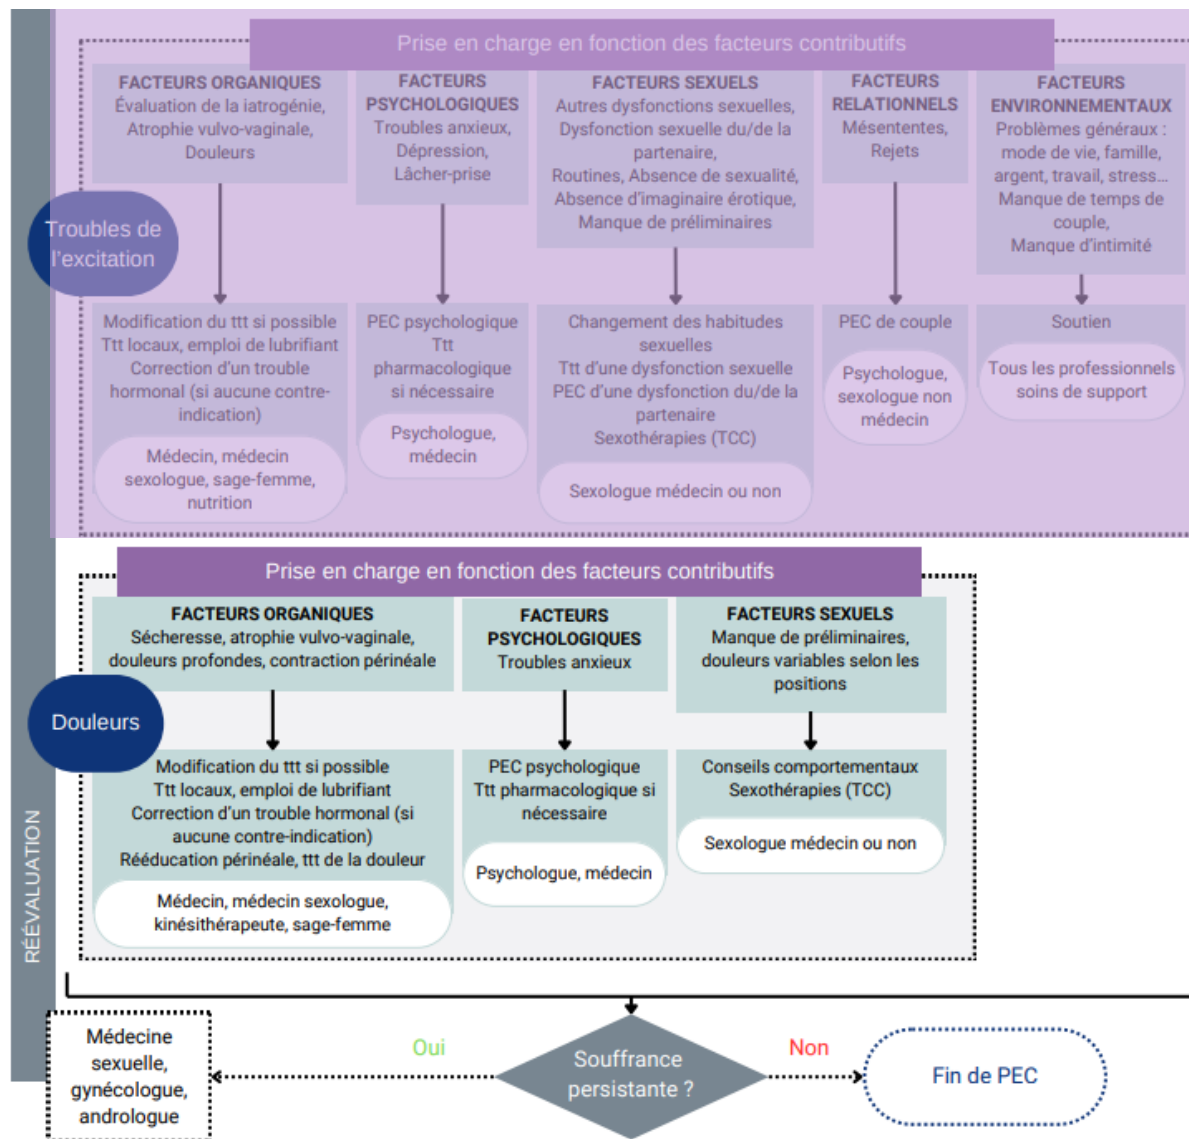 Prise en charge en fonction des facteurs contributifs
FACTEURS ORGANIQUES
Évaluation de la iatrogénie,
Atrophie vulvo-vaginale,
Douleurs
FACTEURS
PSYCHOLOGIQUES
Troubles anxieux,
Dépression,
Lâcher-prise
FACTEURS SEXUELS
Autres dysfonctions sexuelles,
Dysfonction sexuelle du/de la
partenaire,
Routines, Absence de sexualité,
Absence d'imaginaire érotique,
Manque de préliminaires
FACTEURS
RELATIONNELS
Mésententes,
Rejets
FACTEURS
ENVIRONNEMENTAUX
Problèmes généraux :
mode de vie, famille,
argent, travail, stress...
Manque de temps de
couple,
Manque d'intimité
Troubles de
l'excitation
Modification du ttt si possible
Ttt locaux, emploi de lubrifiant
Correction d'un trouble
hormonal (si aucune contre-
indication)
Médecin, médecin
sexologue, sage-femme,
nutrition
PEC psychologique
Ttt
pharmacologique
si nécessaire
Psychologue,
médecin
Changement des habitudes
sexuelles
Ttt d'une dysfonction sexuelle
PEC d'une dysfonction du/de la
partenaire
Sexothérapies (TCC)
Sexologue médecin ou non
PEC de couple
Psychologue,
sexologue non
médecin
Soutien
Tous les professionnels
soins de support
Prise en charge en fonction des facteurs contributifs
FACTEURS ORGANIQUES
Sécheresse, atrophie vulvo-vaginale,
douleurs profondes, contraction périnéale
FACTEURS
PSYCHOLOGIQUES
Troubles anxieux
FACTEURS SEXUELS
Manque de préliminaires,
douleurs variables selon les
positions
Douleurs
Modification du ttt si possible
Ttt locaux, emploi de lubrifiant
Correction d'un trouble hormonal (si
aucune contre-indication)
Rééducation périnéale, ttt de la douleur
Médecin, médecin sexologue,
kinésithérapeute, sage-femme
PEC psychologique
Ttt pharmacologique si
nécessaire
Psychologue, médecin
Conseils comportementaux
Sexothérapies (TCC)
Sexologue médecin ou non
RÉÉVALUATION
Médecine
sexuelle,
gynécologue,
andrologue
Oui
Souffrance
persistante ?
Non
Fin de PEC